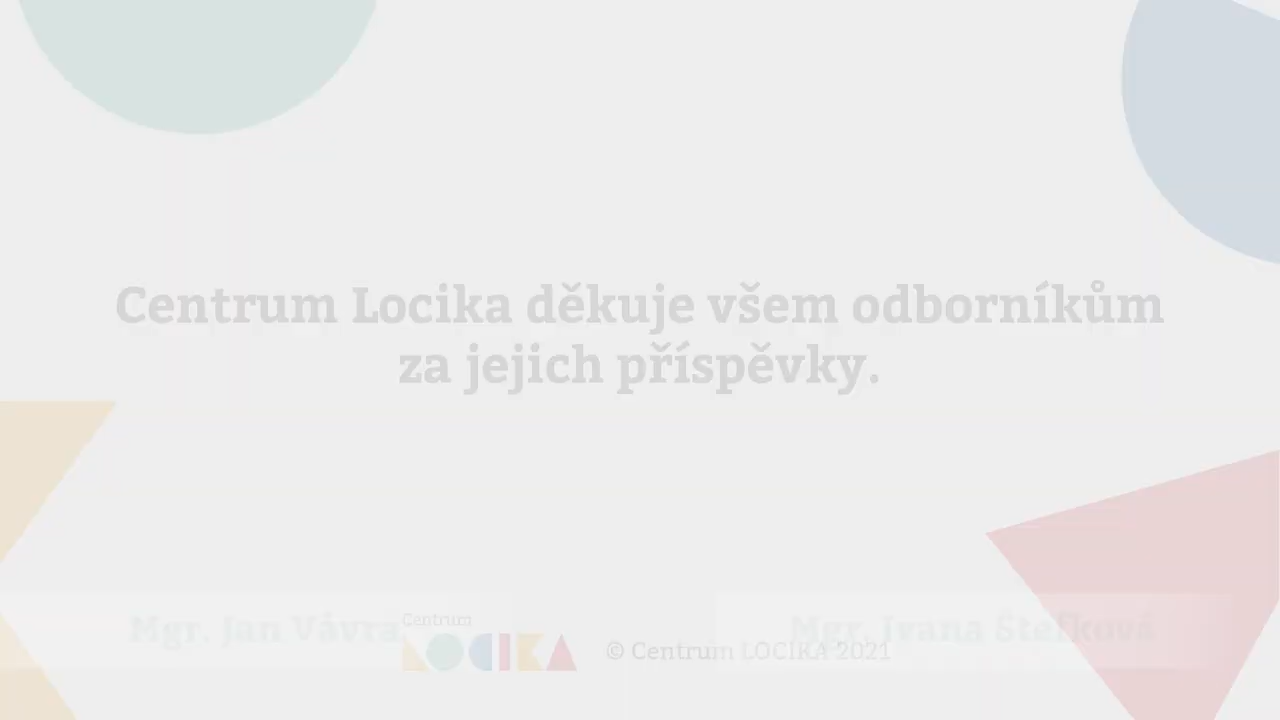 Centrum Locika děkuje všem odborníkům
za jejich příspěvky.
Mgr. Jan Vávra
Mgr. Ivana Štefková
Centrum
LOCIKA
© Centrum LOCIKA 2021